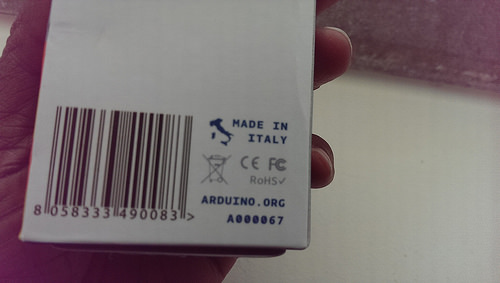 MADE IN
ITALY
CE FC
RoHS✓
ARDUINO.ORG
A000067
8 058333 490083 >